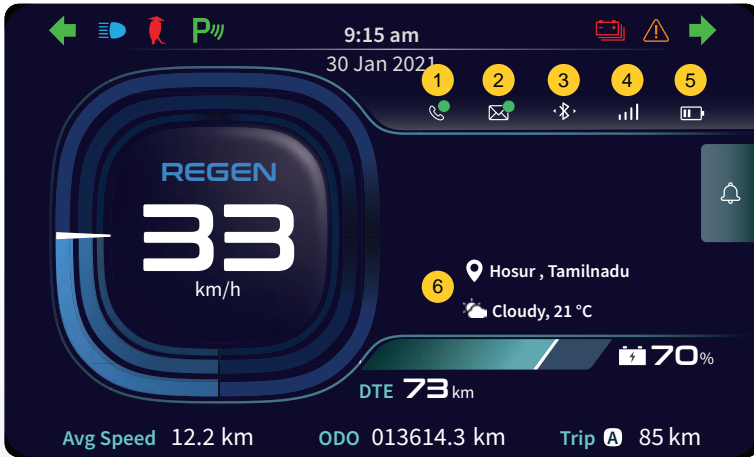 P
9:15 am
30 Jan 2021
1 2 3 4 5
REGEN
33
km/h
6
Hosur , Tamilnadu
Cloudy, 21 °C
70%
DTE 73 km
Avg Speed 12.2 km ODO 013614.3 km Trip A 85 km